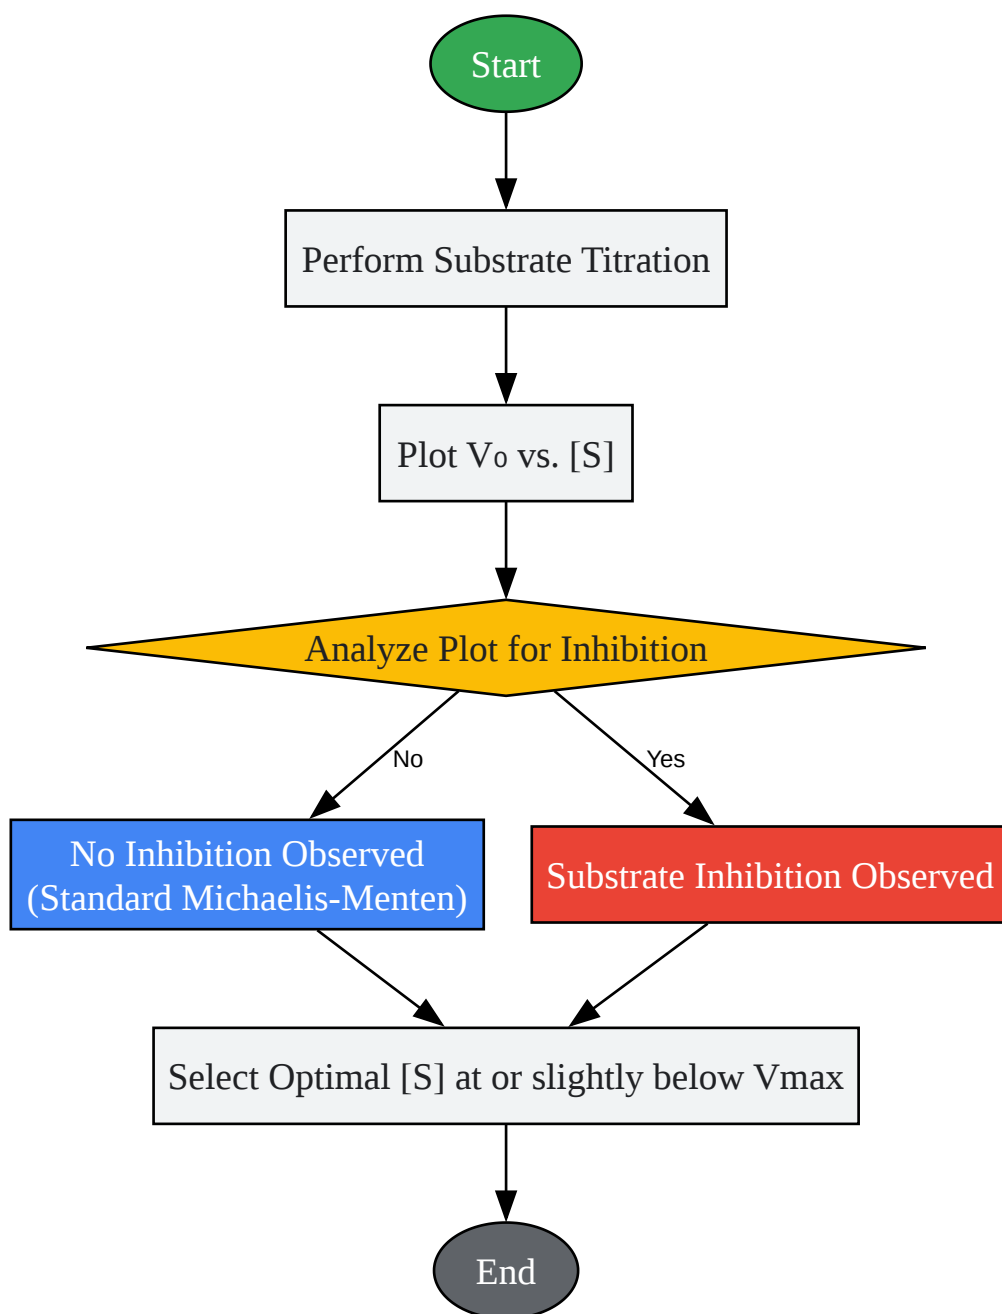 Start
Perform Substrate Titration
Plot V₀ vs. [S]
Analyze Plot for Inhibition
No
Yes
No Inhibition Observed
(Standard Michaelis-Menten)
Substrate Inhibition Observed
Select Optimal [S] at or slightly below Vmax
End